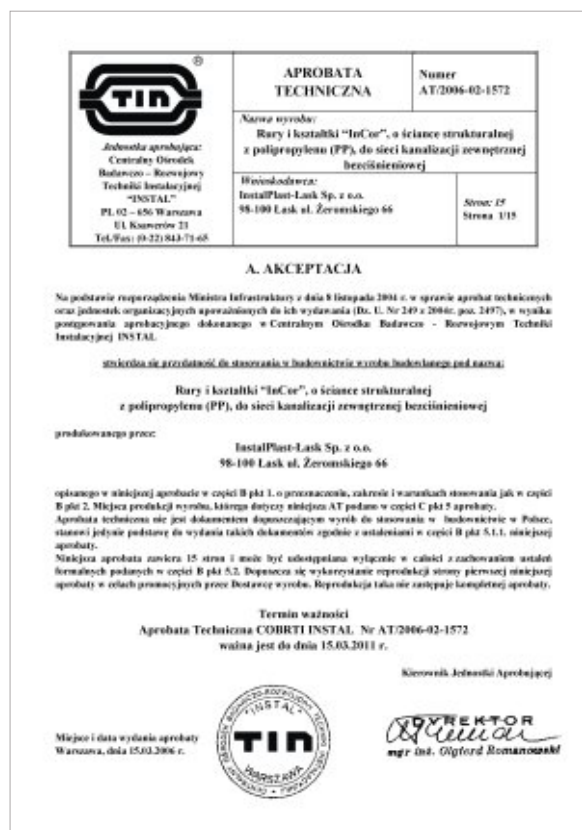 ®
TIN
Jednostka aprobująca:
Centralny Ośrodek
Badawczo – Rozwojowy
Techniki Instalacyjnej
“INSTAL”
PL 02 – 656 Warszawa
Ul. Ksawerów 21
Tel./Fax: (0-22) 843-71-65
APROBATA
TECHNICZNA
Numer
AT/2006-02-1572
Nazwa wyrobu:
Rury i kształtki “InCor”, o ściance strukturalnej
z polipropylenu (PP), do sieci kanalizacji zewnętrznej
bezciśnieniowej
Wnioskodawca:
InstalPlast-Łask Sp. z o.o.
98-100 Łask ul. Żeromskiego 66
Stron: 15
Strona 1/15
A. AKCEPTACJA
Na podstawie rozporządzenia Ministra Infrastruktury z dnia 8 listopada 2004 r. w sprawie aprobat technicznych
oraz jednostek organizacyjnych upoważnionych do ich wydawania (Dz. U. Nr 249 z 2004r. poz. 2497), w wyniku
postępowania aprobacyjnego dokonanego w Centralnym Ośrodku Badawczo - Rozwojowym Techniki
Instalacyjnej INSTAL
stwierdza się przydatność do stosowania w budownictwie wyrobu budowlanego pod nazwą:
Rury i kształtki “InCor”, o ściance strukturalnej
z polipropylenu (PP), do sieci kanalizacji zewnętrznej bezciśnieniowej
produkowanego przez:
InstalPlast-Łask Sp. z o.o.
98-100 Łask ul. Żeromskiego 66
opisanego w niniejszej aprobacie w części B pkt 1. o przeznaczeniu, zakresie i warunkach stosowania jak w części
B pkt 2. Miejsca produkcji wyrobu, którego dotyczy niniejsza AT podano w części C pkt 5 aprobaty.
Aprobata techniczna nie jest dokumentem dopuszczającym wyrób do stosowania w budownictwie w Polsce,
stanowi jedynie podstawę do wydania takich dokumentów zgodnie z ustaleniami w części B pkt 5.1.1. niniejszej
aprobaty.
Niniejsza aprobata zawiera 15 stron i może być udostępniana wyłącznie w całości z zachowaniem ustaleń
formalnych podanych w części B pkt 5.2. Dopuszcza się wykorzystanie reprodukcji strony pierwszej niniejszej
aprobaty w celach promocyjnych przez Dostawcę wyrobu. Reprodukcja taka nie zastępuje kompletnej aprobaty.
Termin ważności
Aprobata Techniczna COBRTI INSTAL Nr AT/2006-02-1572
ważna jest do dnia 15.03.2011 r.
Kierownik Jednostki Aprobującej
Miejsce i data wydania aprobaty
Warszawa, dnia 15.03.2006 r.
"INSTAL"
TIN
WARSZAWA
DYREKTOR
mgr inż. Olgierd Romanowski